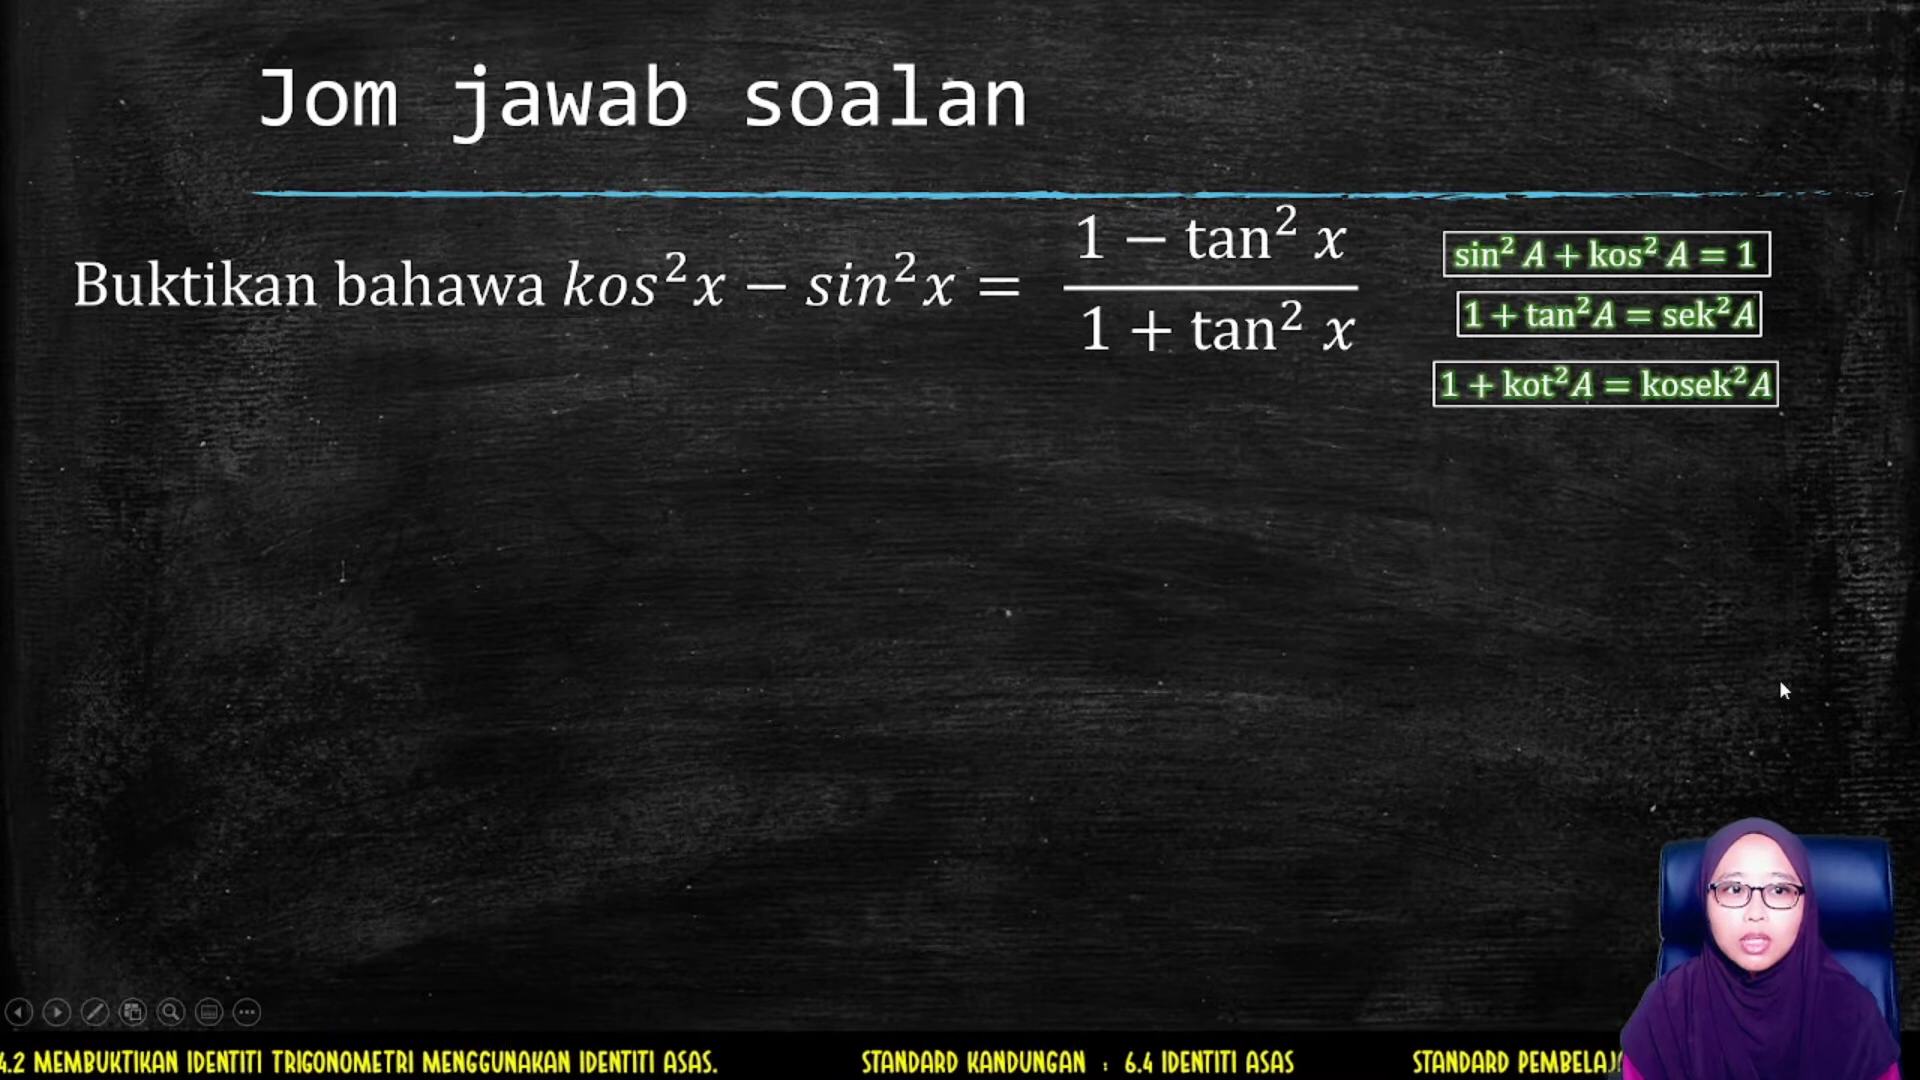 Jom jawab soalan
Buktikan bahawa kos²x − sin²x = (1 − tan² x) / (1 + tan² x)
sin² A + kos² A = 1
1 + tan²A = sek²A
1 + kot²A = kosek²A
4.2 MEMBUKTIKAN IDENTITI TRIGONOMETRI MENGGUNAKAN IDENTITI ASAS. STANDARD KANDUNGAN : 6.4 IDENTITI ASAS STANDARD